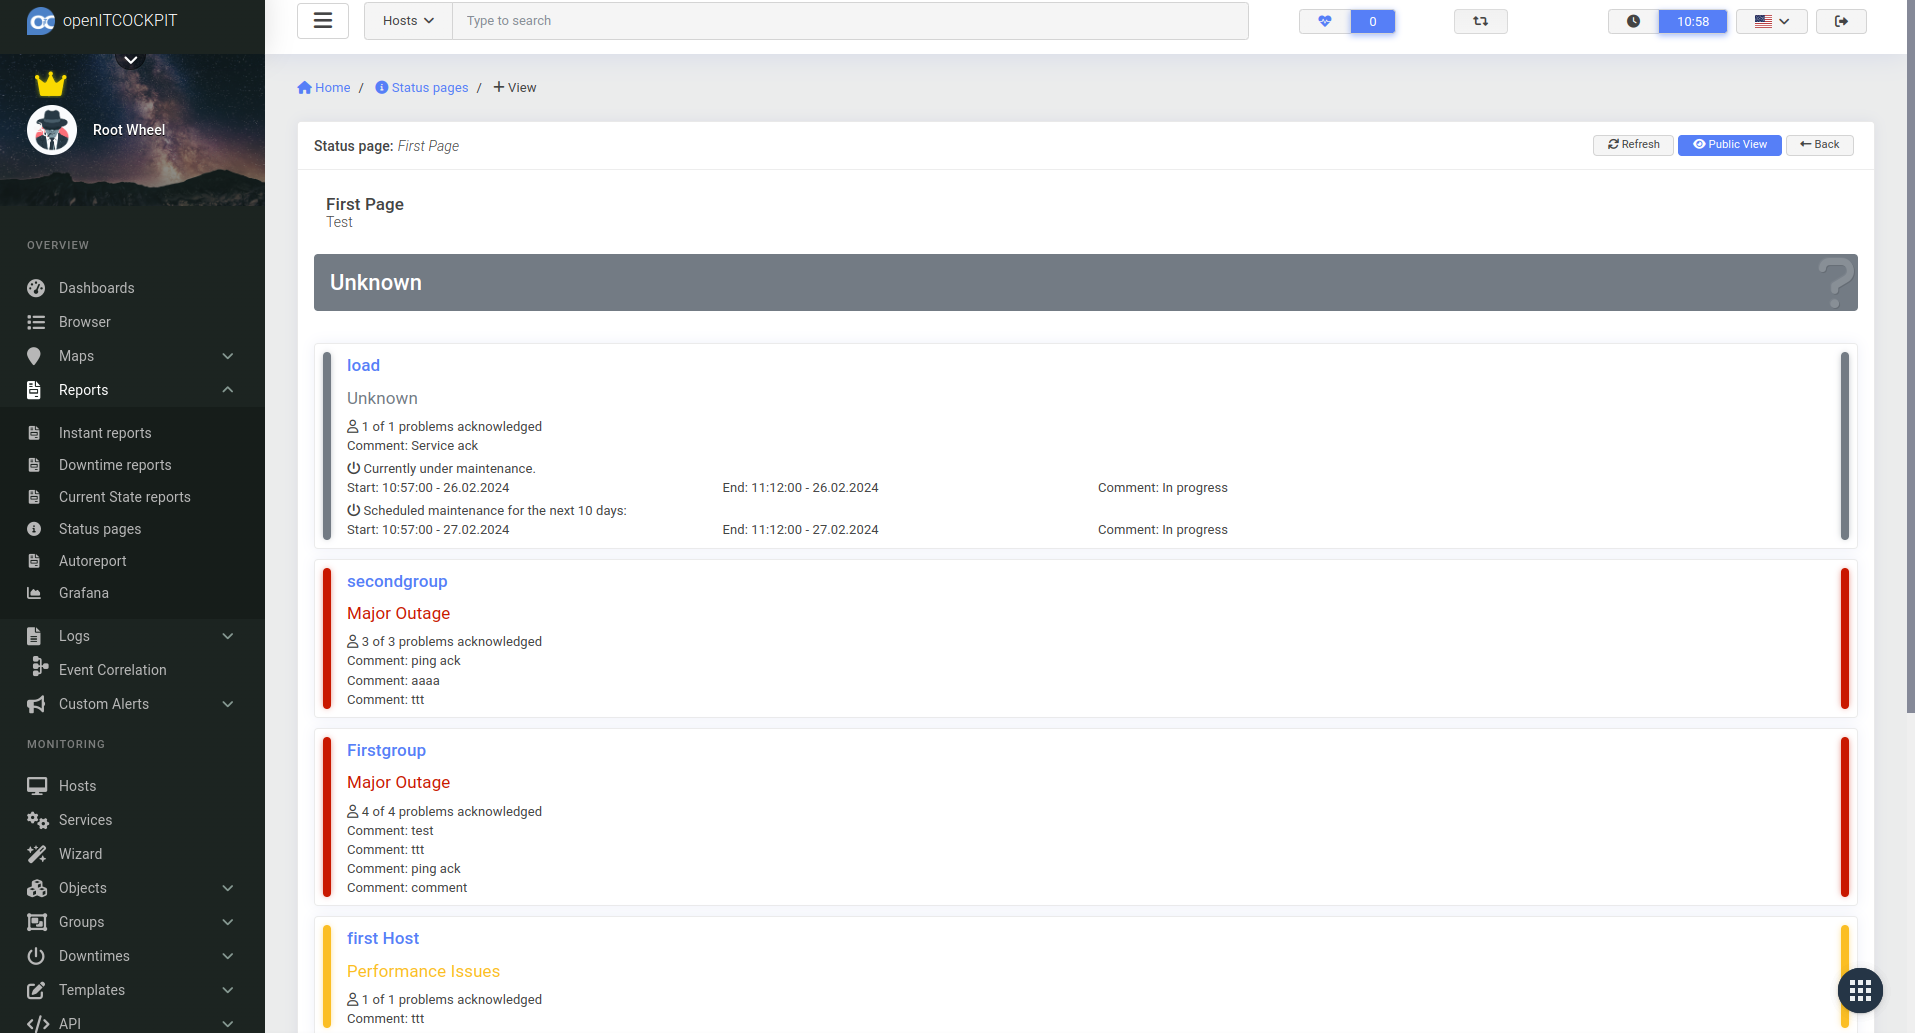 openITCOCKPIT
Hosts
Type to search
0
10:58
Root Wheel
OVERVIEW
Dashboards
Browser
Maps
Reports
Instant reports
Downtime reports
Current State reports
Status pages
Autoreport
Grafana
Logs
Event Correlation
Custom Alerts
MONITORING
Hosts
Services
Wizard
Objects
Groups
Downtimes
Templates
API
Home / Status pages / View
Status page: First Page
Refresh
Public View
Back
First Page
Test
Unknown
load
Unknown
1 of 1 problems acknowledged
Comment: Service ack
Currently under maintenance.
Start: 10:57:00 - 26.02.2024 End: 11:12:00 - 26.02.2024 Comment: In progress
Scheduled maintenance for the next 10 days:
Start: 10:57:00 - 27.02.2024 End: 11:12:00 - 27.02.2024 Comment: In progress
secondgroup
Major Outage
3 of 3 problems acknowledged
Comment: ping ack
Comment: aaaa
Comment: ttt
Firstgroup
Major Outage
4 of 4 problems acknowledged
Comment: test
Comment: ttt
Comment: ping ack
Comment: comment
first Host
Performance Issues
1 of 1 problems acknowledged
Comment: ttt